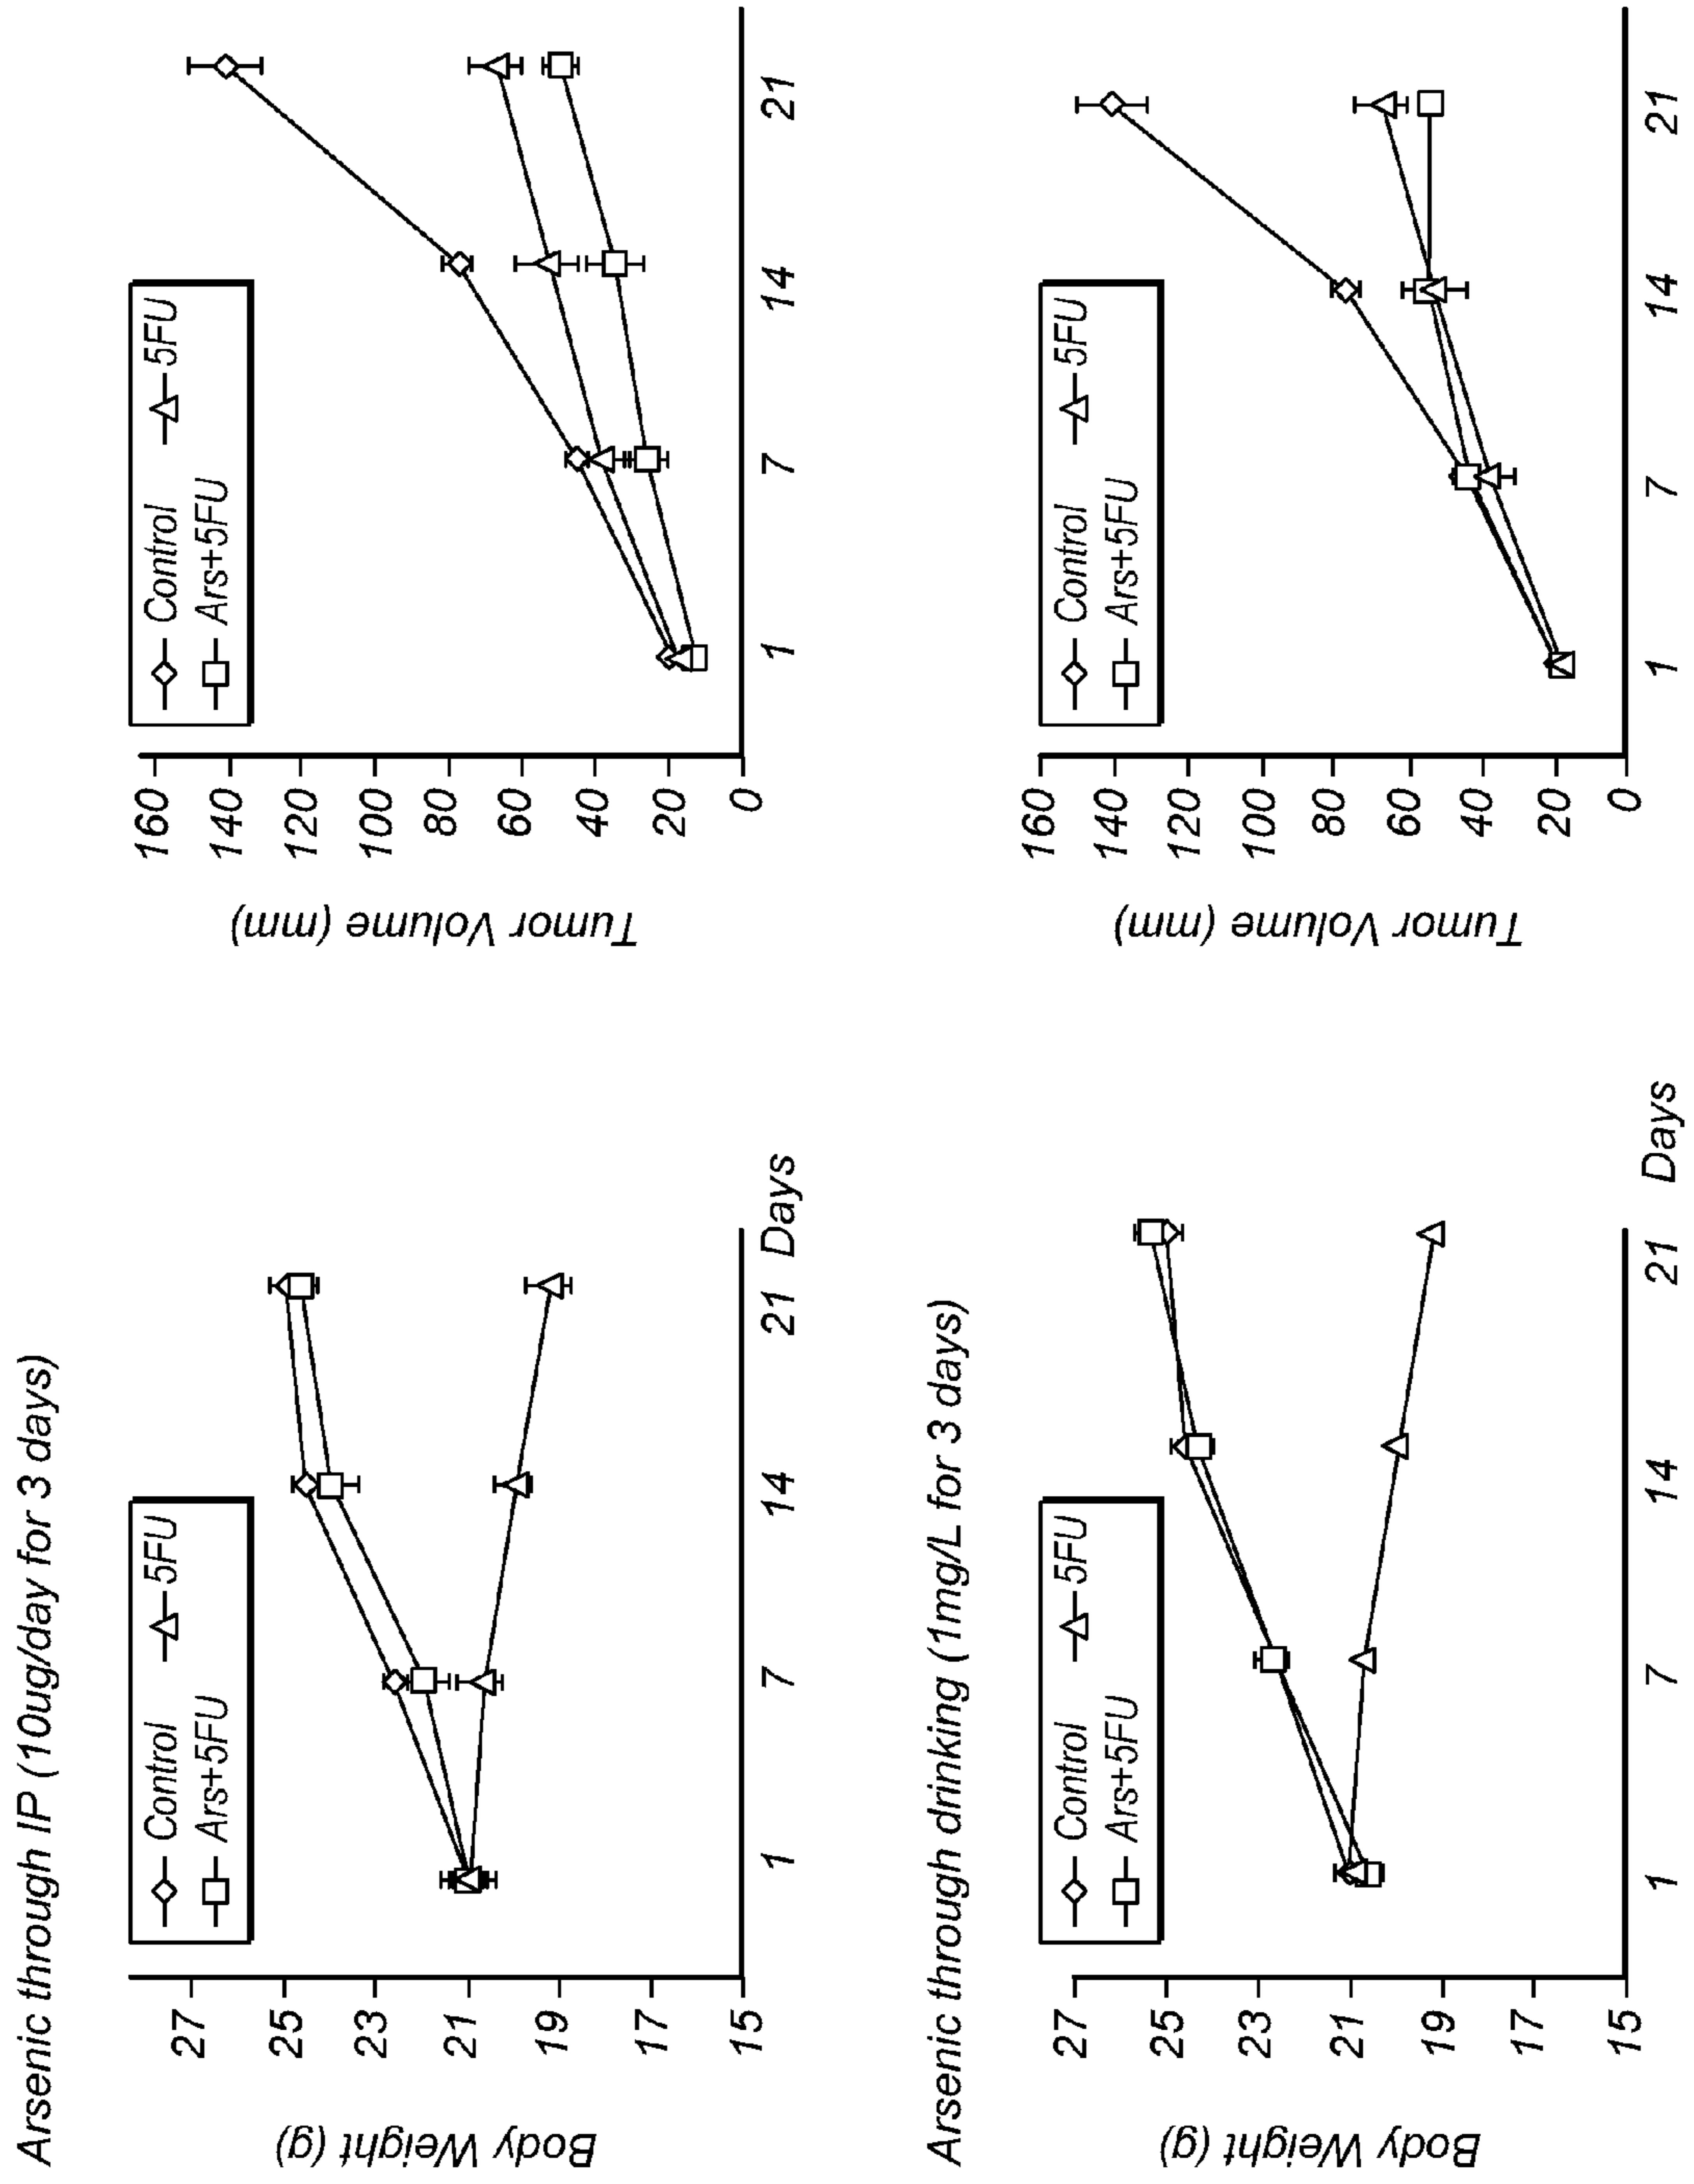 Arsenic through IP (10ug/day for 3 days)
Body Weight (g)
27
25
23
21
19
17
15
Control
5FU
Ars+5FU
1
7
14
21
Days
Tumor Volume (mm)
160
140
120
100
80
60
40
20
0
Control
5FU
Ars+5FU
1
7
14
21
Arsenic through drinking (1mg/L for 3 days)
Body Weight (g)
27
25
23
21
19
17
15
Control
5FU
Ars+5FU
1
7
14
21
Days
Tumor Volume (mm)
160
140
120
100
80
60
40
20
0
Control
5FU
Ars+5FU
1
7
14
21